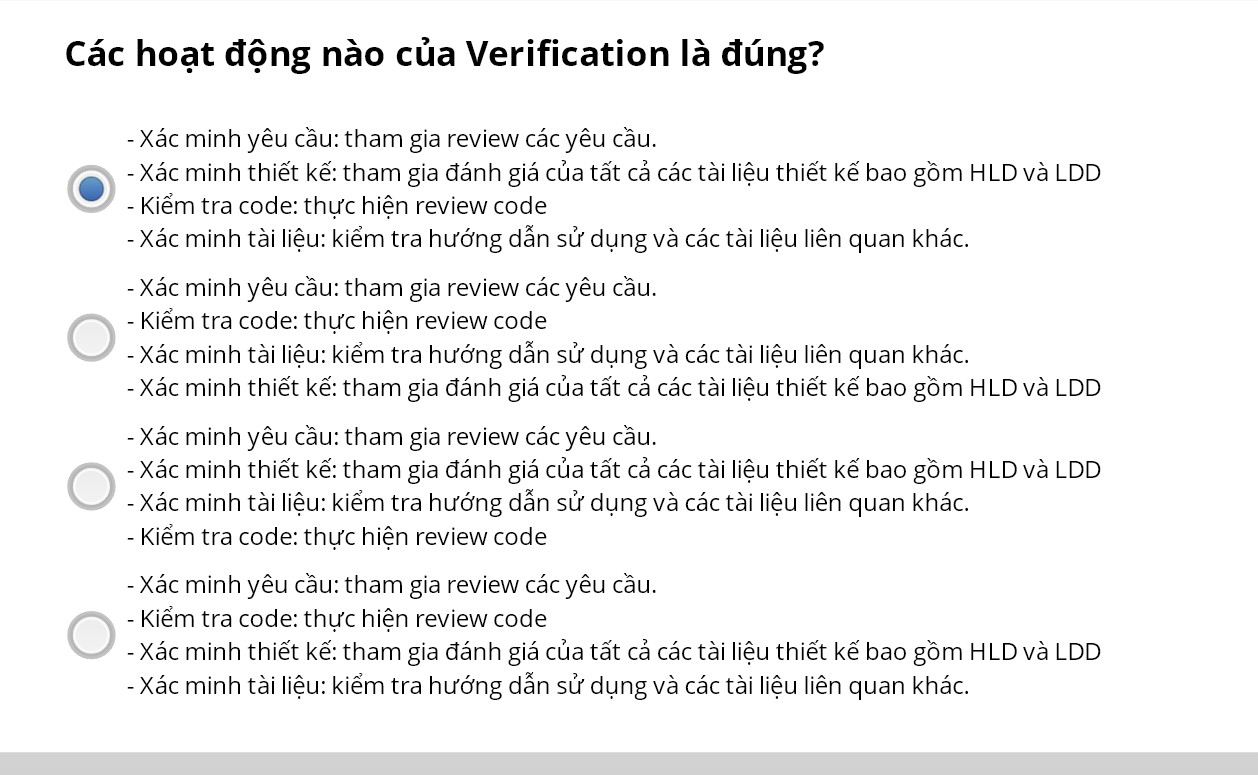 Các hoạt động nào của Verification là đúng?
- Xác minh yêu cầu: tham gia review các yêu cầu.
- Xác minh thiết kế: tham gia đánh giá của tất cả các tài liệu thiết kế bao gồm HLD và LDD
- Kiểm tra code: thực hiện review code
- Xác minh tài liệu: kiểm tra hướng dẫn sử dụng và các tài liệu liên quan khác.
- Xác minh yêu cầu: tham gia review các yêu cầu.
- Kiểm tra code: thực hiện review code
- Xác minh tài liệu: kiểm tra hướng dẫn sử dụng và các tài liệu liên quan khác.
- Xác minh thiết kế: tham gia đánh giá của tất cả các tài liệu thiết kế bao gồm HLD và LDD
- Xác minh yêu cầu: tham gia review các yêu cầu.
- Xác minh thiết kế: tham gia đánh giá của tất cả các tài liệu thiết kế bao gồm HLD và LDD
- Xác minh tài liệu: kiểm tra hướng dẫn sử dụng và các tài liệu liên quan khác.
- Kiểm tra code: thực hiện review code
- Xác minh yêu cầu: tham gia review các yêu cầu.
- Kiểm tra code: thực hiện review code
- Xác minh thiết kế: tham gia đánh giá của tất cả các tài liệu thiết kế bao gồm HLD và LDD
- Xác minh tài liệu: kiểm tra hướng dẫn sử dụng và các tài liệu liên quan khác.